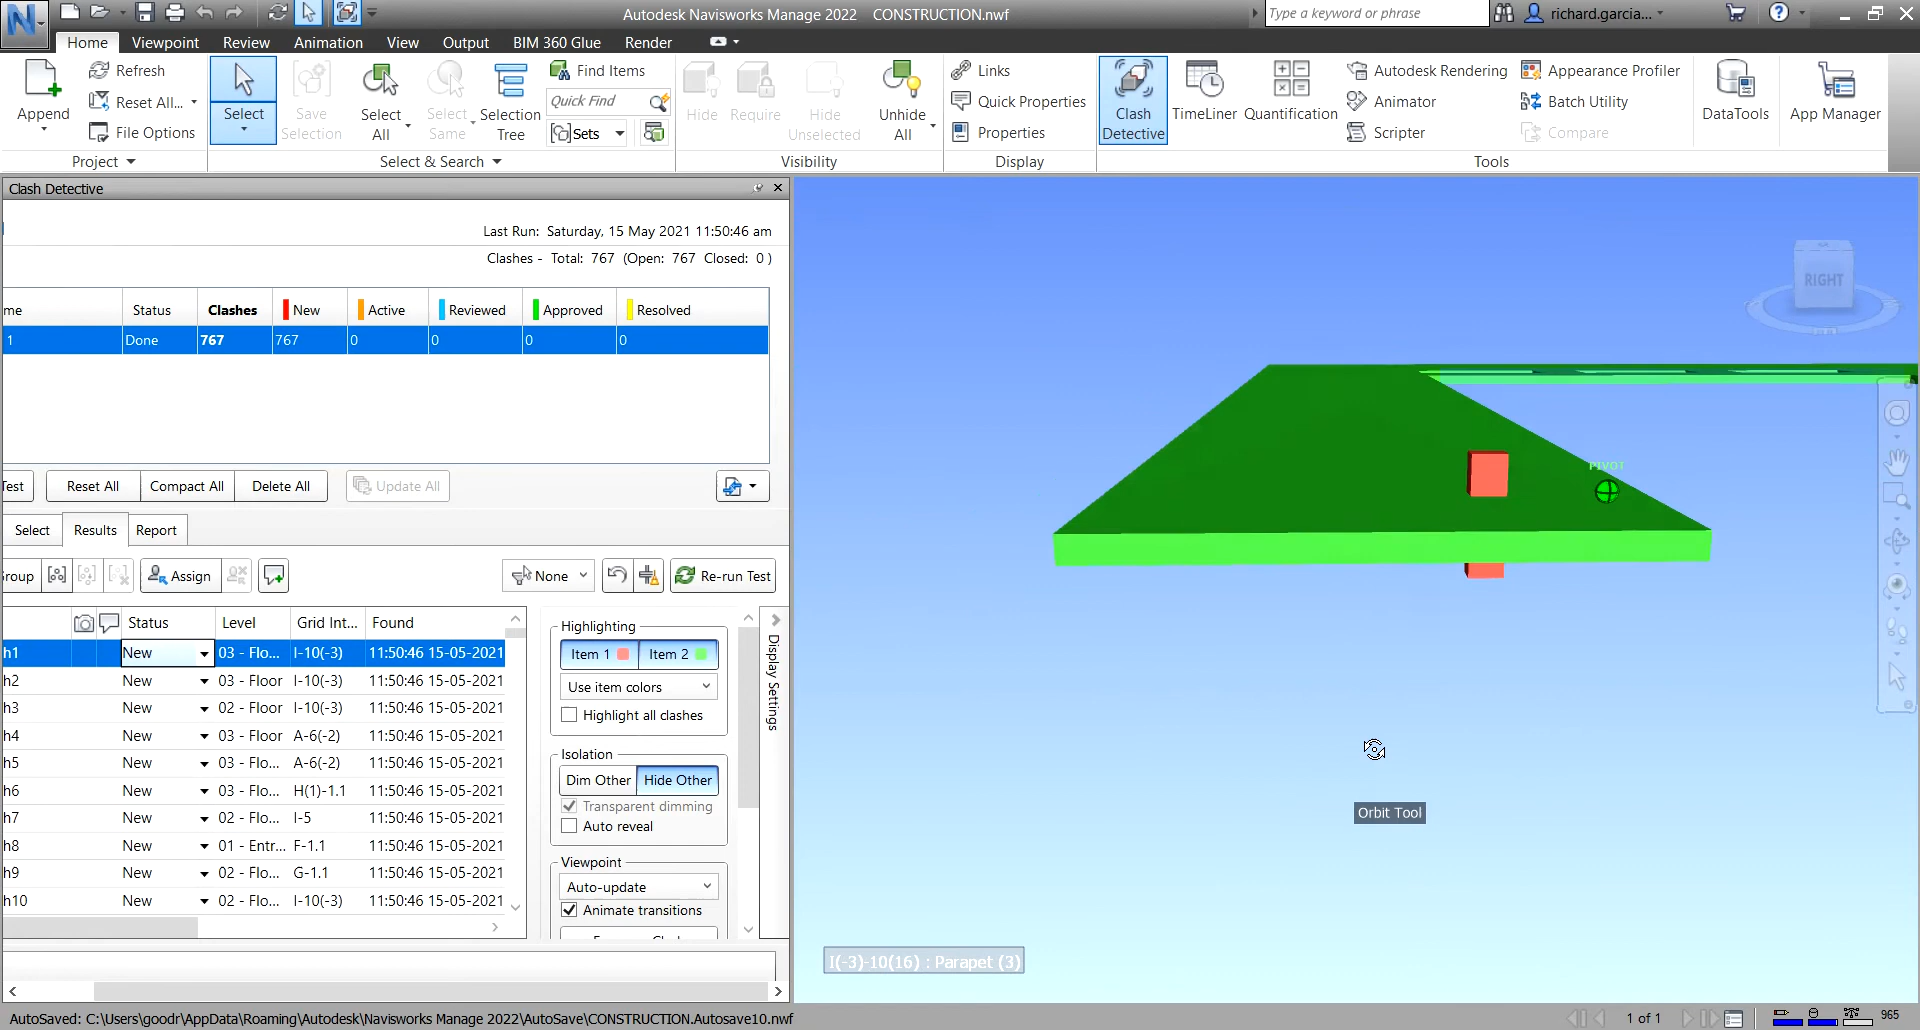 N
Autodesk Navisworks Manage 2022 CONSTRUCTION.nwf
Type a keyword or phrase
richard.garcia...
Home Viewpoint Review Animation View Output BIM 360 Glue Render
Append
Refresh
Reset All...
File Options
Project
Select
Save Selection
Select All
Select Same
Selection Tree
Find Items
Quick Find
Sets
Select & Search
Hide
Require
Hide Unselected
Unhide All
Visibility
Links
Quick Properties
Properties
Display
Clash Detective
TimeLiner
Quantification
Autodesk Rendering
Animator
Scripter
Appearance Profiler
Batch Utility
Compare
Tools
DataTools
App Manager
Clash Detective
Last Run: Saturday, 15 May 2021 11:50:46 am
Clashes - Total: 767 (Open: 767 Closed: 0 )
me Status Clashes New Active Reviewed Approved Resolved
1 Done 767 767 0 0 0 0
Test Reset All Compact All Delete All Update All
Select Results Report
roup Assign None Re-run Test
Status Level Grid Int... Found
h1 New 03 - Flo... I-10(-3) 11:50:46 15-05-2021
h2 New 03 - Floor I-10(-3) 11:50:46 15-05-2021
h3 New 02 - Floor I-10(-3) 11:50:46 15-05-2021
h4 New 03 - Floor A-6(-2) 11:50:46 15-05-2021
h5 New 03 - Flo... A-6(-2) 11:50:46 15-05-2021
h6 New 03 - Flo... H(1)-1.1 11:50:46 15-05-2021
h7 New 02 - Flo... I-5 11:50:46 15-05-2021
h8 New 01 - Entr... F-1.1 11:50:46 15-05-2021
h9 New 02 - Flo... G-1.1 11:50:46 15-05-2021
h10 New 02 - Flo... I-10(-3) 11:50:46 15-05-2021
Highlighting
Item 1 Item 2
Use item colors
Highlight all clashes
Isolation
Dim Other Hide Other
Transparent dimming
Auto reveal
Viewpoint
Auto-update
Animate transitions
Display Settings
RIGHT
PIVOT
Orbit Tool
I(-3)-10(16) : Parapet (3)
AutoSaved: C:\Users\goodr\AppData\Roaming\Autodesk\Navisworks Manage 2022\AutoSave\CONSTRUCTION.Autosave10.nwf
1 of 1
965